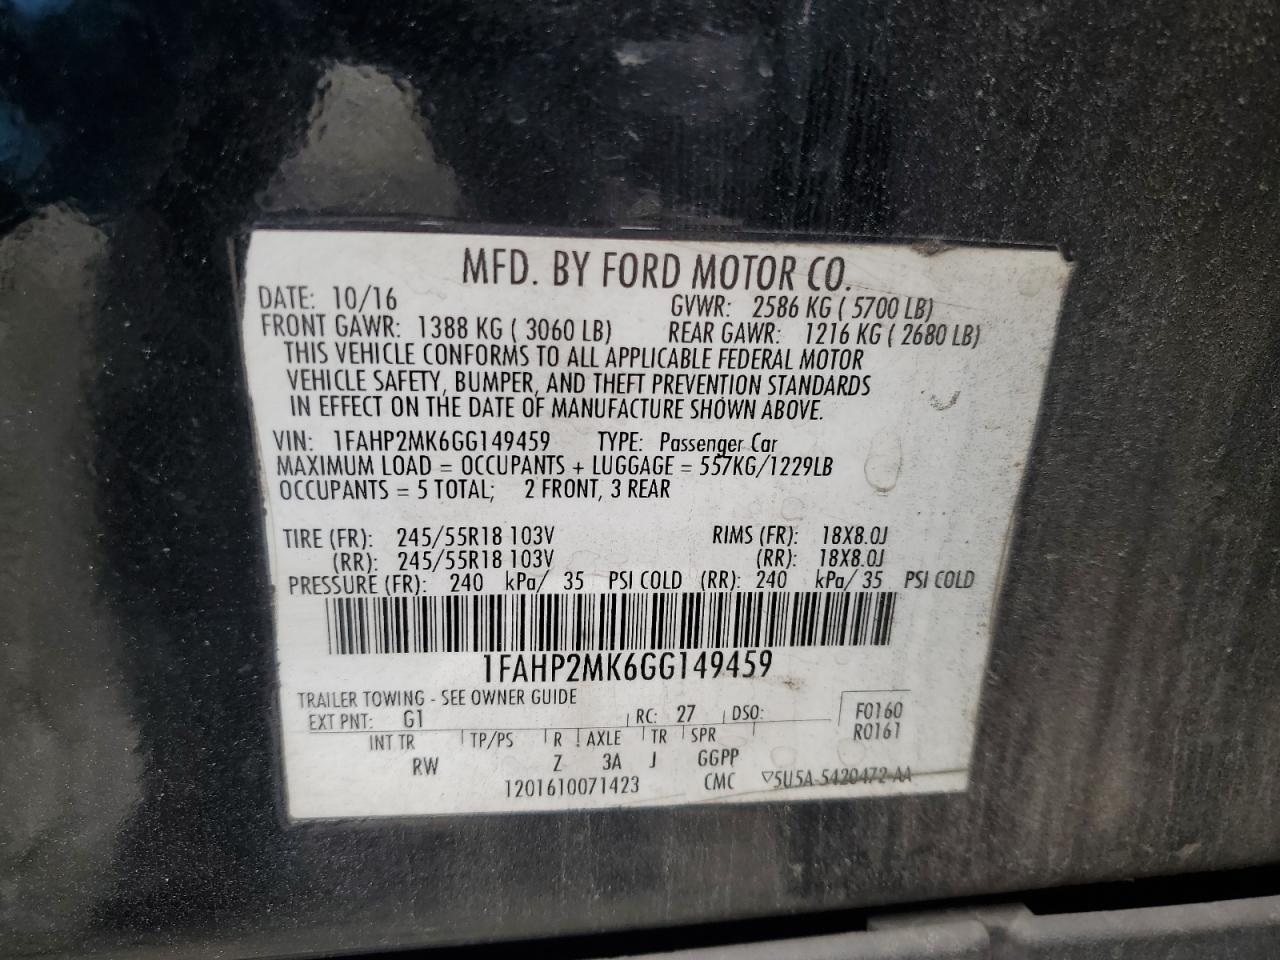 MFD. BY FORD MOTOR CO.
DATE: 10/16 GVWR: 2586 KG ( 5700 LB)
FRONT GAWR: 1388 KG ( 3060 LB) REAR GAWR: 1216 KG ( 2680 LB)
THIS VEHICLE CONFORMS TO ALL APPLICABLE FEDERAL MOTOR
VEHICLE SAFETY, BUMPER, AND THEFT PREVENTION STANDARDS
IN EFFECT ON THE DATE OF MANUFACTURE SHOWN ABOVE.
VIN: 1FAHP2MK6GG149459 TYPE: Passenger Car
MAXIMUM LOAD = OCCUPANTS + LUGGAGE = 557KG/1229LB
OCCUPANTS = 5 TOTAL; 2 FRONT, 3 REAR
TIRE (FR): 245/55R18 103V RIMS (FR): 18X8.0J
(RR): 245/55R18 103V (RR): 18X8.0J
PRESSURE (FR): 240 kPa/ 35 PSI COLD (RR): 240 kPa/ 35 PSI COLD
1FAHP2MK6GG149459
TRAILER TOWING - SEE OWNER GUIDE
EXT PNT: G1 RC: 27 DSO: F0160
INT TR TP/PS R AXLE TR SPR R0161
RW Z 3A J GGPP
1201610071423 CMC ▽5U5A-5420472-AA